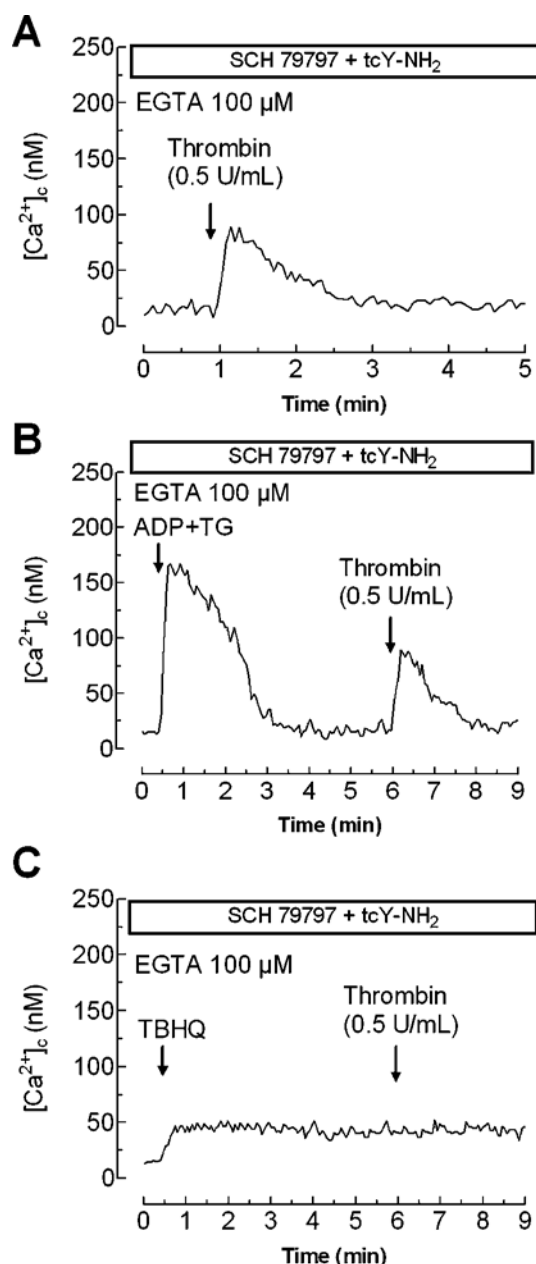 A
SCH 79797 + tcY-NH₂
EGTA 100 µM
Thrombin
(0.5 U/mL)
[Ca²⁺]c (nM)
250
200
150
100
50
0
0 1 2 3 4 5
Time (min)
B
SCH 79797 + tcY-NH₂
EGTA 100 µM
ADP+TG
Thrombin
(0.5 U/mL)
[Ca²⁺]c (nM)
250
200
150
100
50
0
0 1 2 3 4 5 6 7 8 9
Time (min)
C
SCH 79797 + tcY-NH₂
EGTA 100 µM
Thrombin
(0.5 U/mL)
TBHQ
[Ca²⁺]c (nM)
250
200
150
100
50
0
0 1 2 3 4 5 6 7 8 9
Time (min)